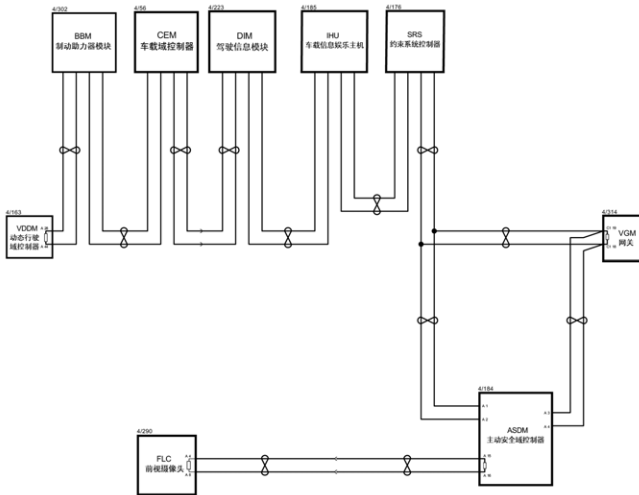 4/302
BBM
制动助力器模块
4/56
CEM
车载域控制器
4/223
DIM
驾驶信息模块
4/185
IHU
车载信息娱乐主机
4/176
SRS
约束系统控制器
4/163
VDDM
动态行驶
域控制器
4/314
VGM
网关
4/184
A 1
A 2
ASDM
主动安全域控制器
4/290
FLC
前视摄像头